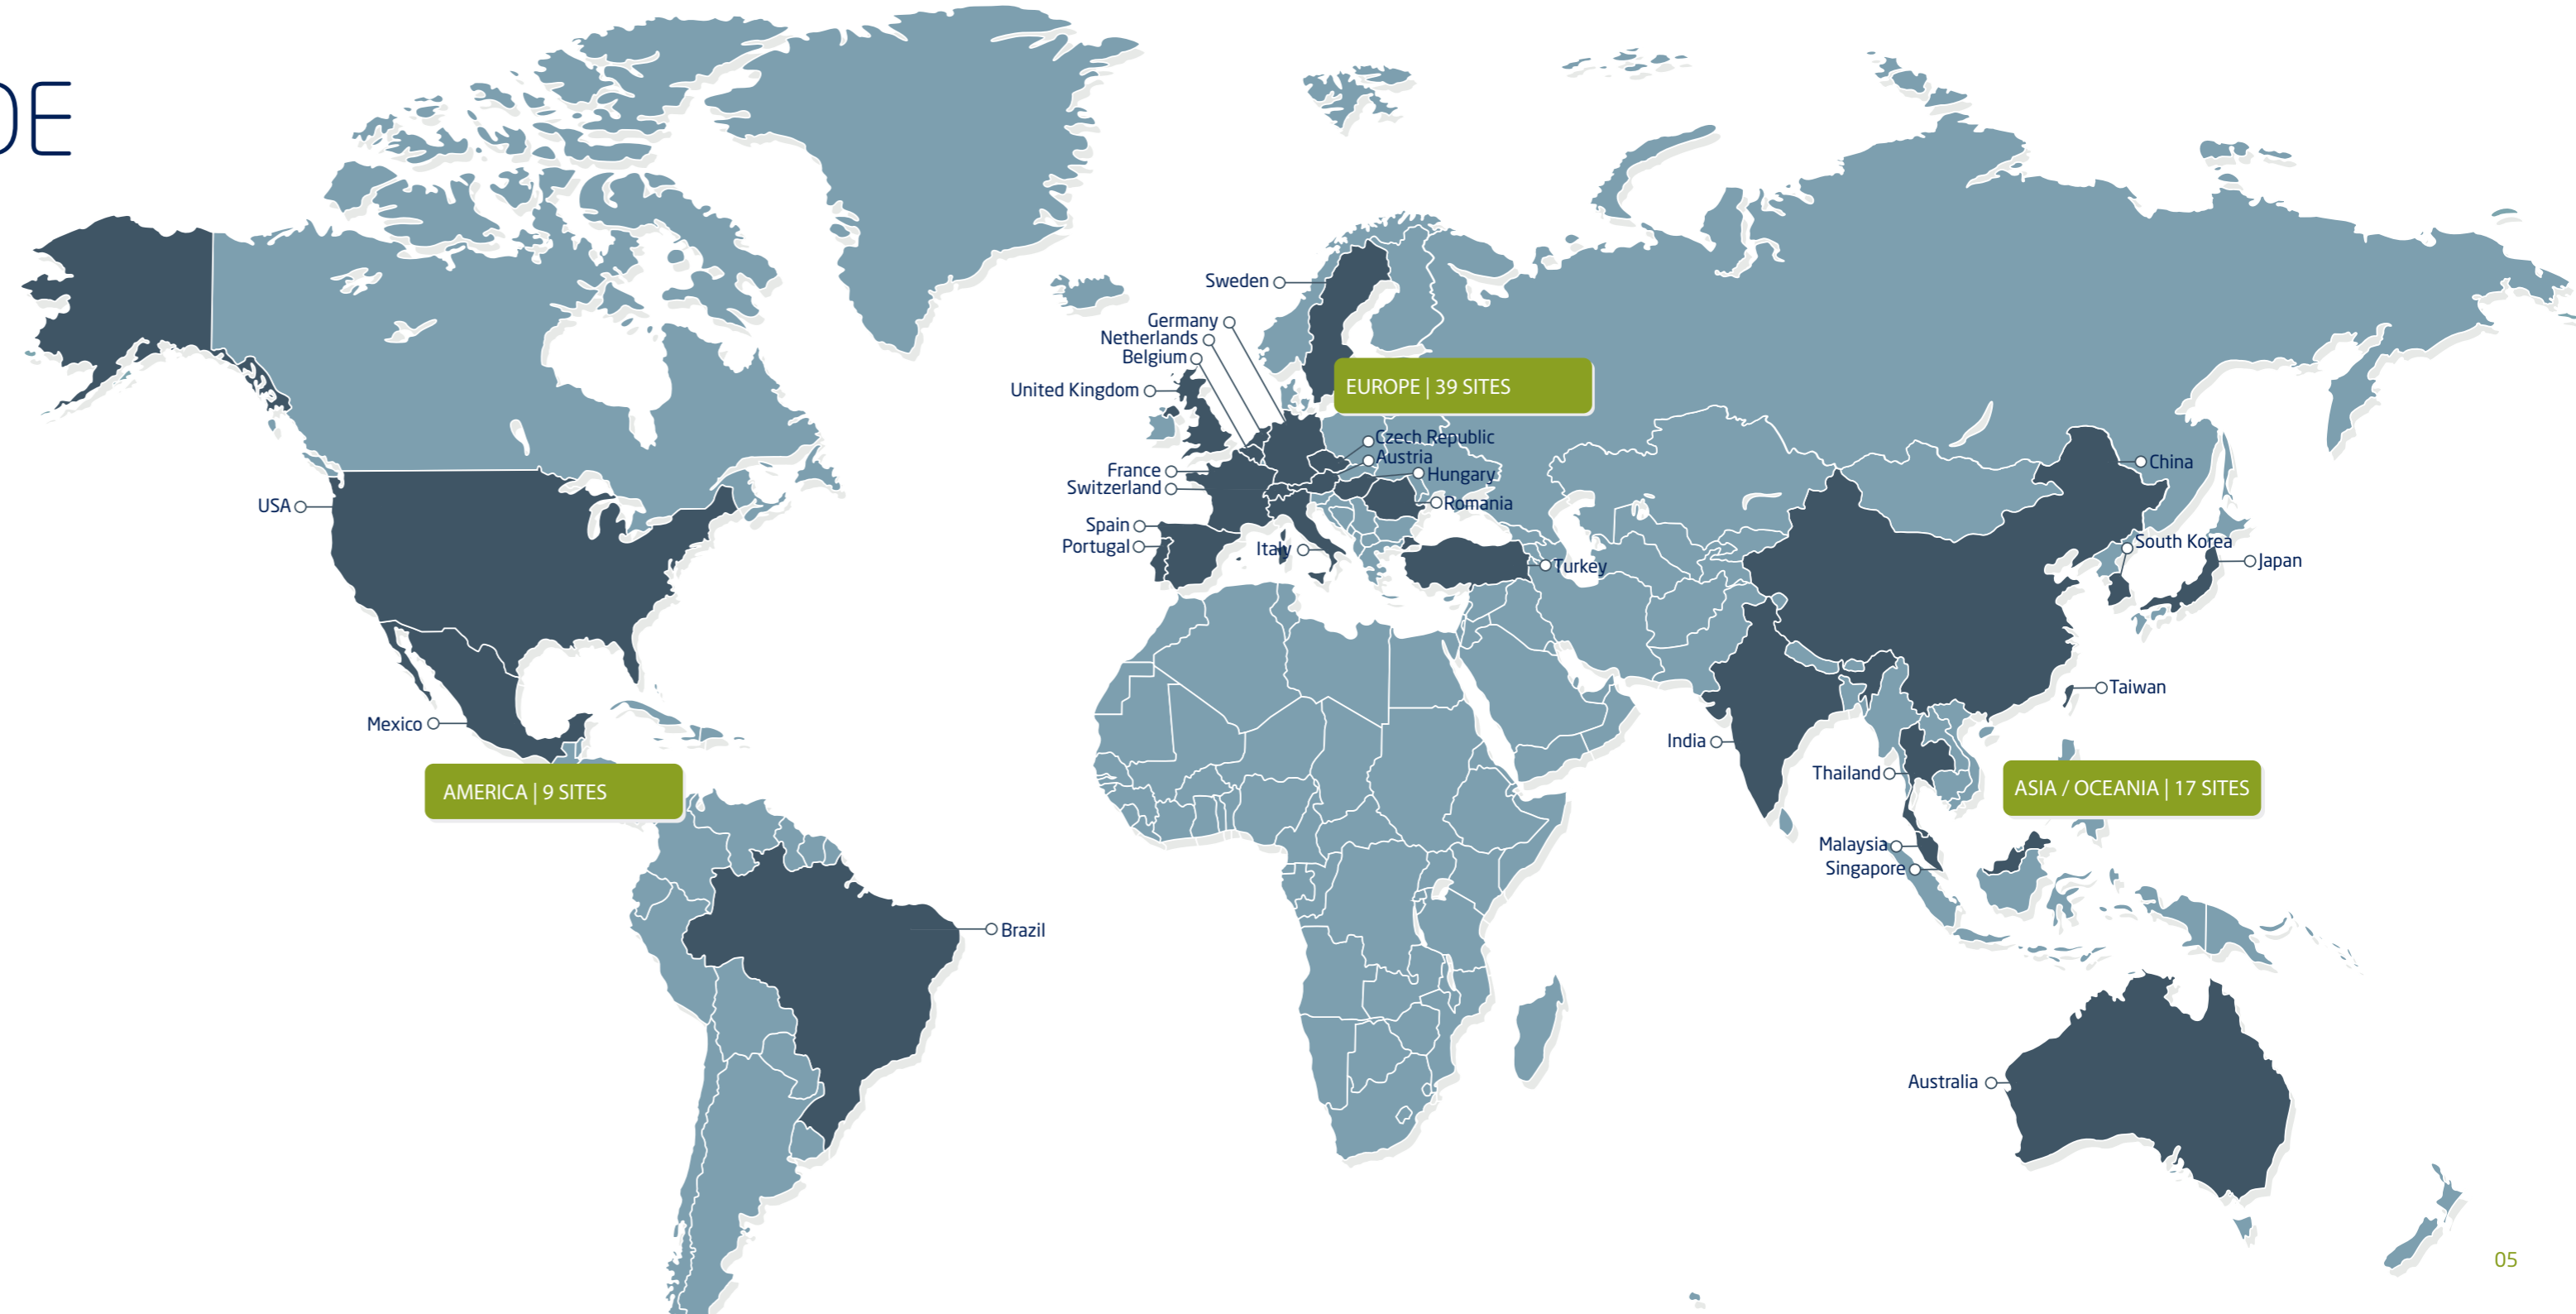 DE
Sweden
Germany
Netherlands
Belgium
United Kingdom
EUROPE | 39 SITES
Czech Republic
Austria
France
Hungary
Switzerland
Romania
USA
Spain
Portugal
Italy
Turkey
China
South Korea
Japan
Taiwan
Mexico
India
Thailand
AMERICA | 9 SITES
ASIA / OCEANIA | 17 SITES
Malaysia
Singapore
Brazil
Australia
05